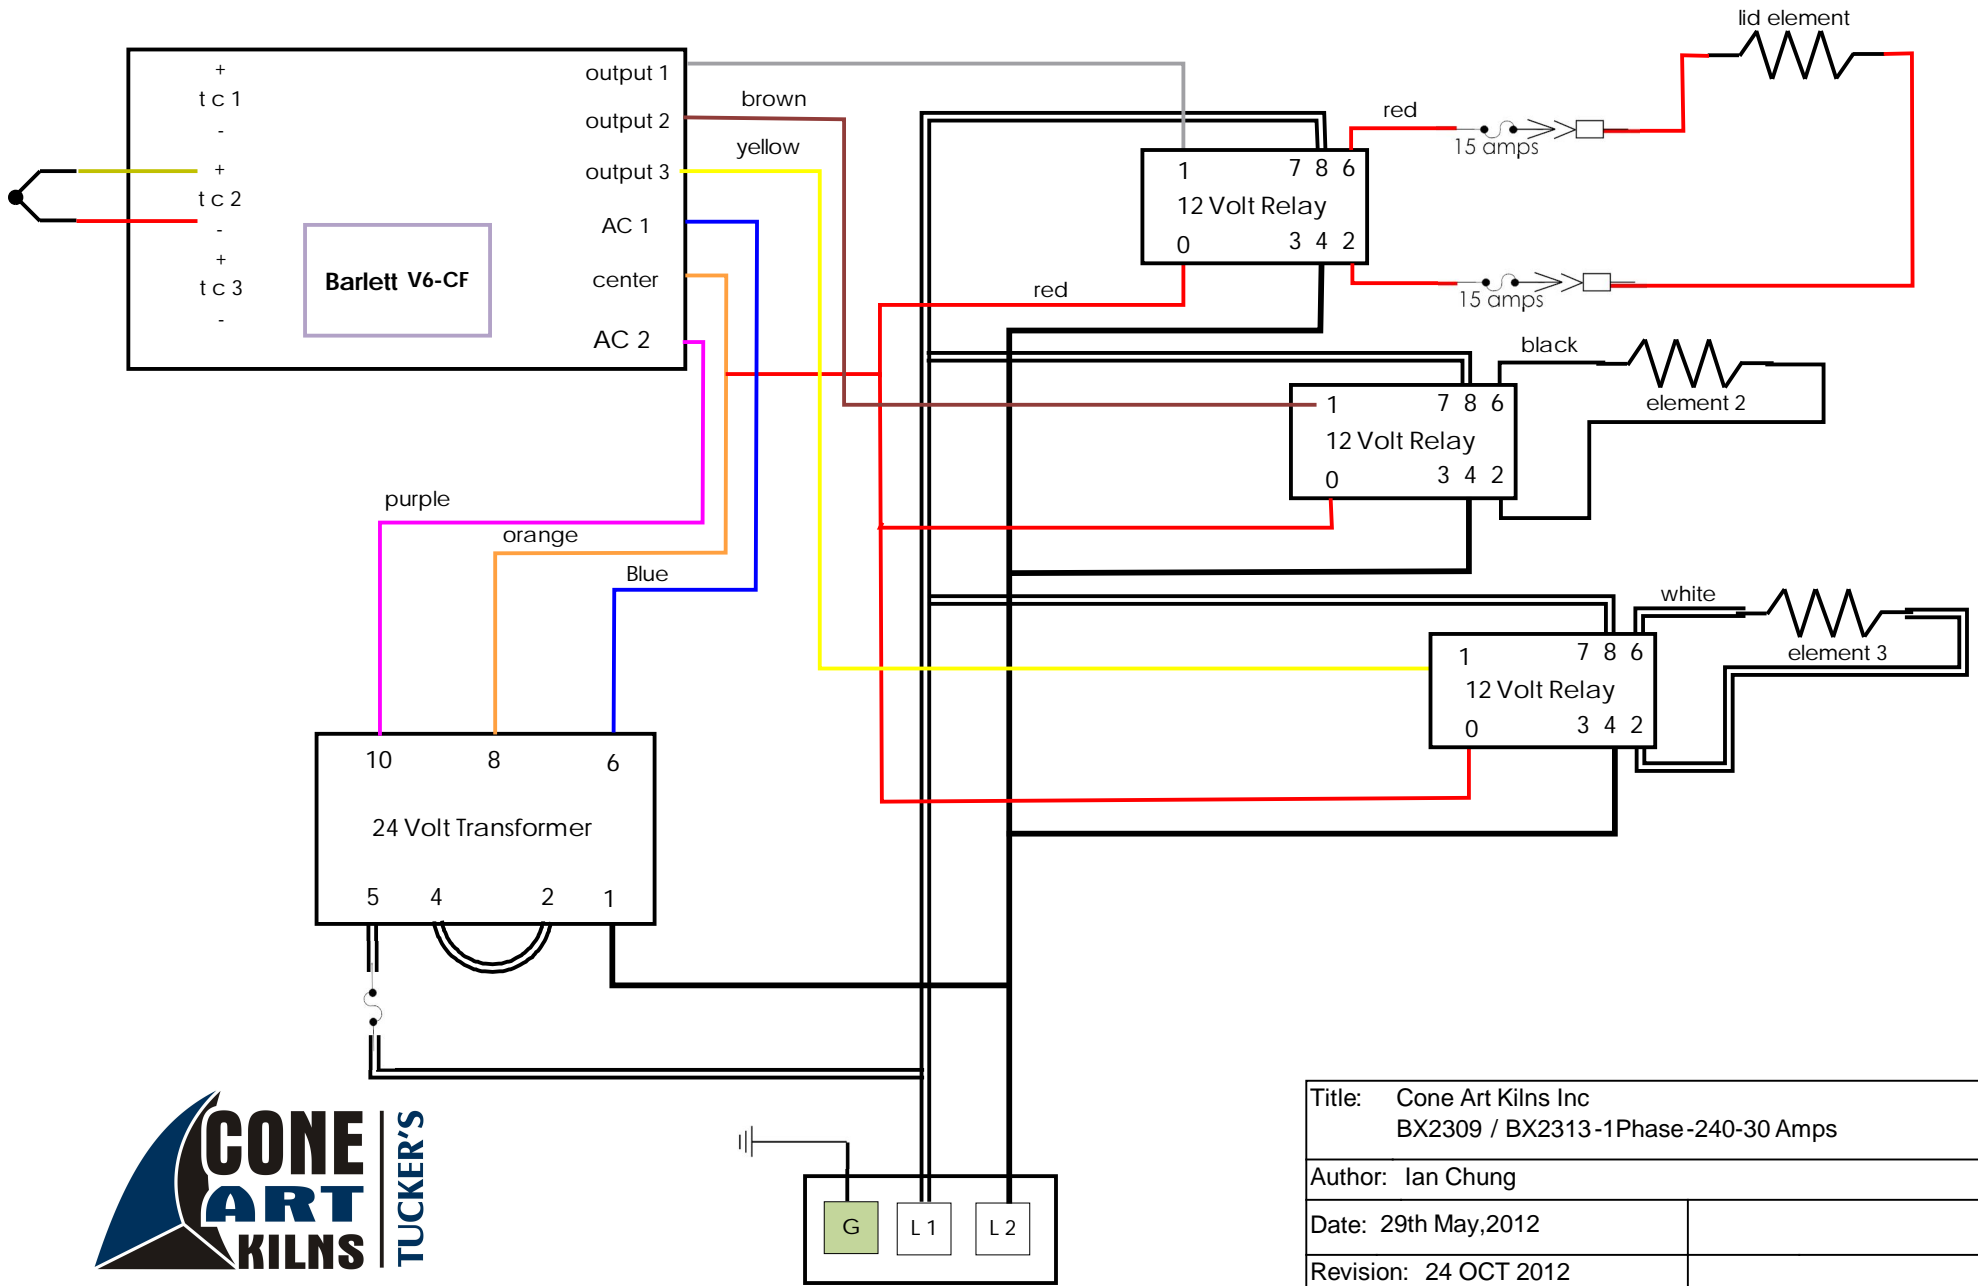 lid element
+
t c 1
-
output 1
brown
output 2
yellow
+
t c 2
-
output 3
AC 1
+
t c 3
-
Barlett V6-CF
center
AC 2
red
15 amps
1 7 8 6
12 Volt Relay
0 3 4 2
red
15 amps
black
element 2
1 7 8 6
12 Volt Relay
0 3 4 2
purple
orange
Blue
white
element 3
1 7 8 6
12 Volt Relay
0 3 4 2
10 8 6
24 Volt Transformer
5 4 2 1
CONE
ART
KILNS
TUCKER'S
G L 1 L 2
Title: Cone Art Kilns Inc
BX2309 / BX2313-1Phase-240-30 Amps
Author: Ian Chung
Date: 29th May,2012
Revision: 24 OCT 2012